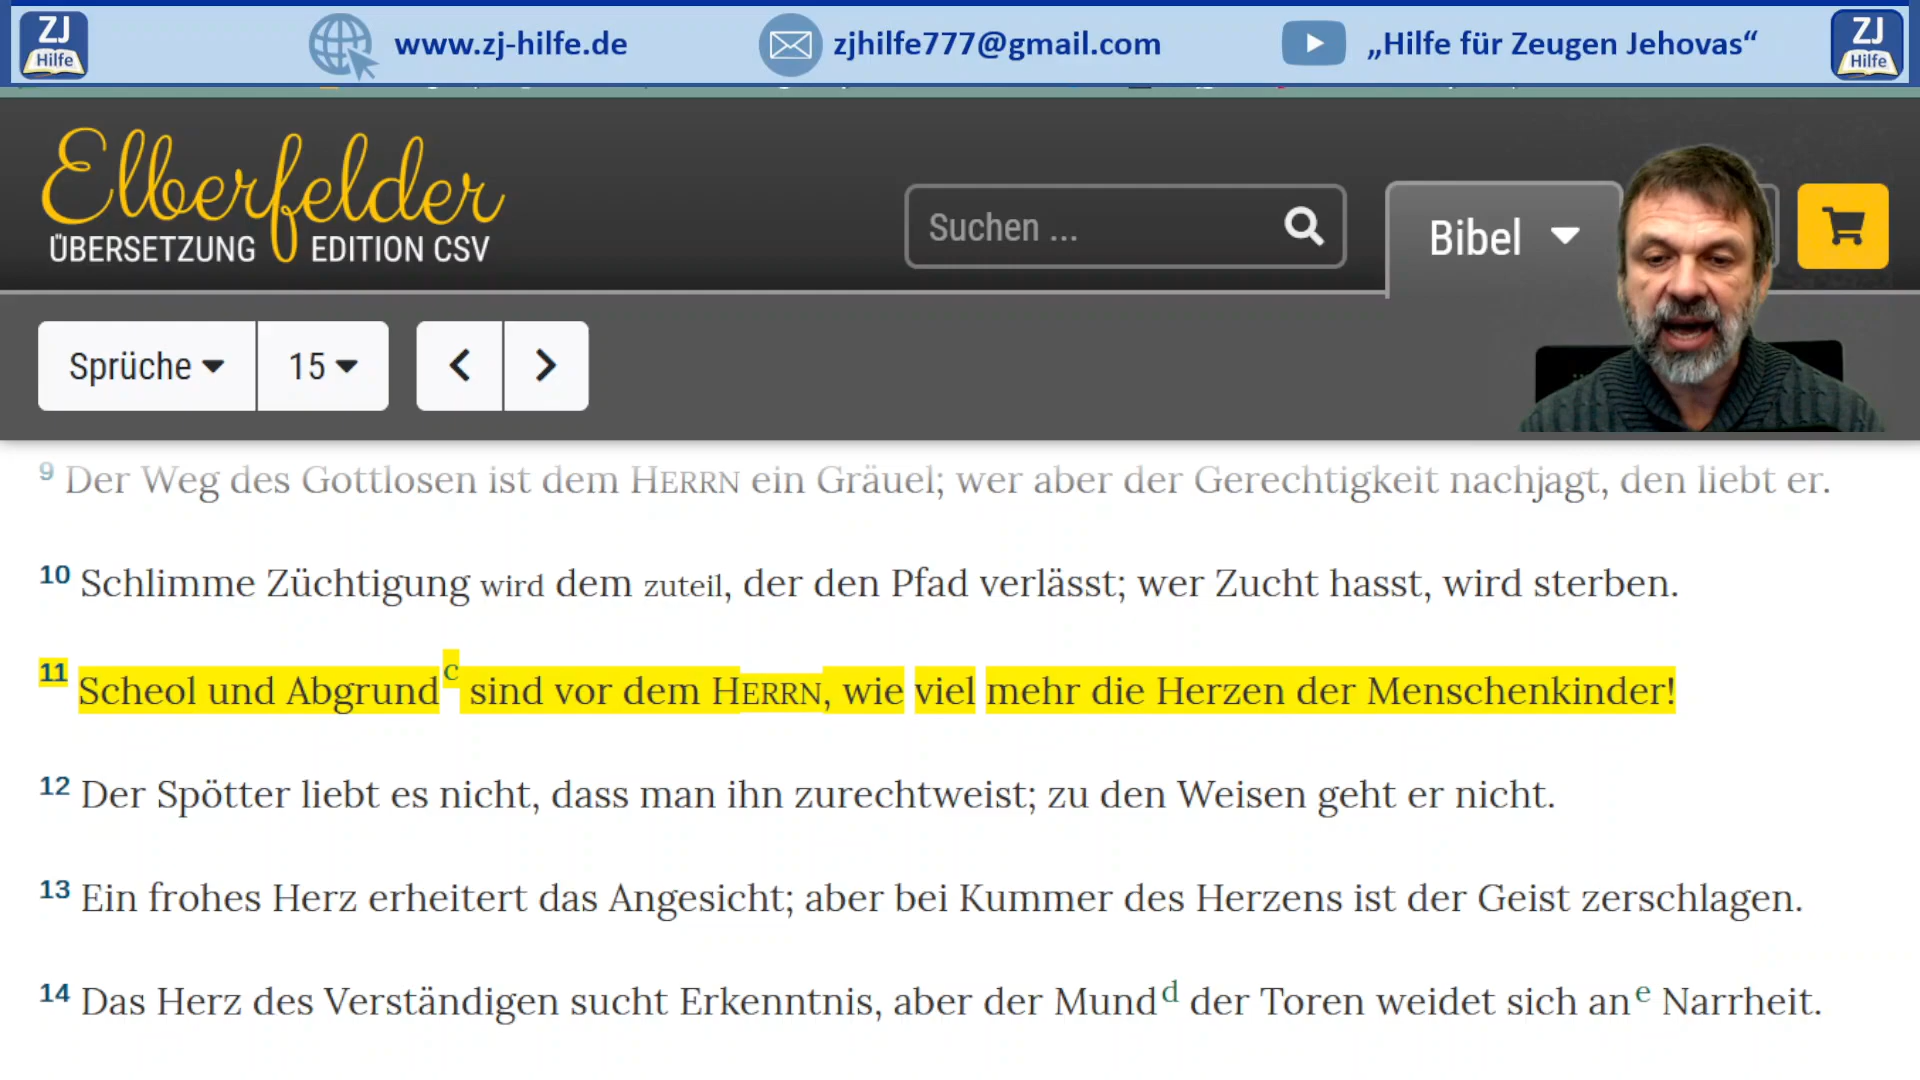 ZJ Hilfe www.zj-hilfe.de zjhilfe777@gmail.com „Hilfe für Zeugen Jehovas“ ZJ Hilfe
Elberfelder
ÜBERSETZUNG EDITION CSV
Suchen ...
Bibel
Sprüche 15
9 Der Weg des Gottlosen ist dem HERRN ein Gräuel; wer aber der Gerechtigkeit nachjagt, den liebt er.
10 Schlimme Züchtigung wird dem zuteil, der den Pfad verlässt; wer Zucht hasst, wird sterben.
11 Scheol und Abgrund c sind vor dem HERRN, wie viel mehr die Herzen der Menschenkinder!
12 Der Spötter liebt es nicht, dass man ihn zurechtweist; zu den Weisen geht er nicht.
13 Ein frohes Herz erheitert das Angesicht; aber bei Kummer des Herzens ist der Geist zerschlagen.
14 Das Herz des Verständigen sucht Erkenntnis, aber der Mund d der Toren weidet sich an e Narrheit.